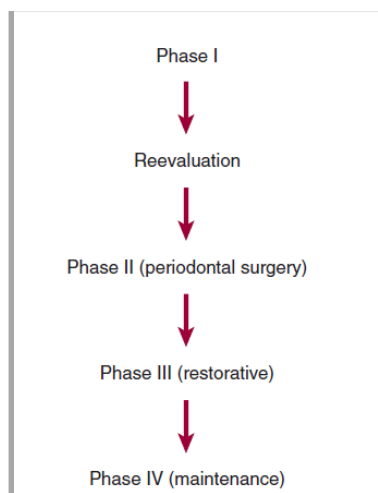 Phase I
Reevaluation
Phase II (periodontal surgery)
Phase III (restorative)
Phase IV (maintenance)